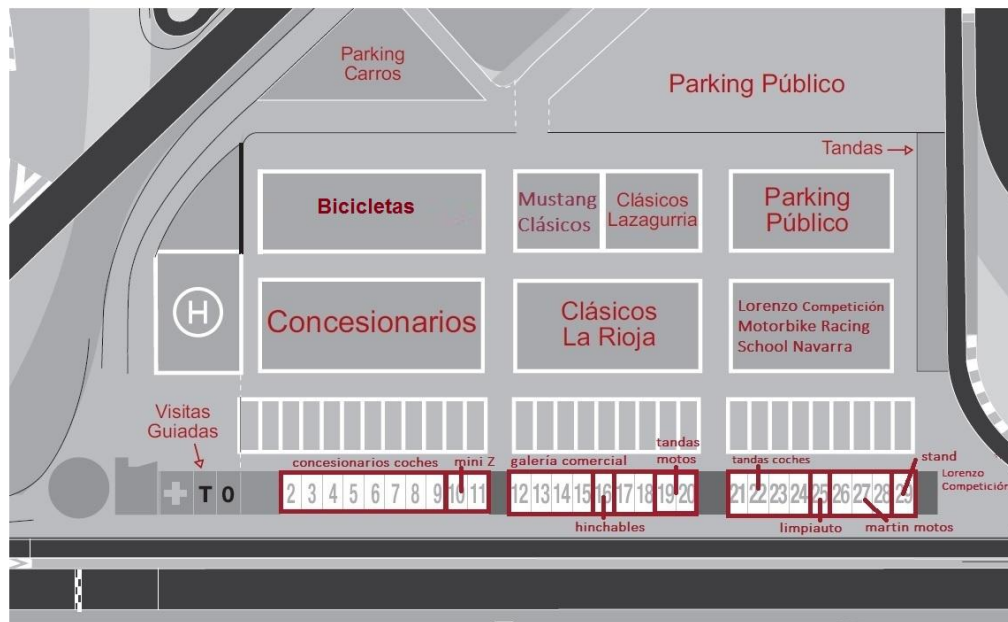 Parking
Carros
Parking Público
Tandas
Bicicletas
Mustang
Clásicos
Clásicos
Lazagurria
Parking
Público
H
Concesionarios
Clásicos
La Rioja
Lorenzo Competición
Motorbike Racing
School Navarra
Visitas
Guiadas
concesionarios coches
mini Z
galería comercial
tandas
motos
tandas coches
stand
Lorenzo
Competición
T 0
2 3 4 5 6 7 8 9 10 11
12 13 14 15 16 17 18 19 20
21 22 23 24 25 26 27 28 29
hinchables
limpiauto
martin motos